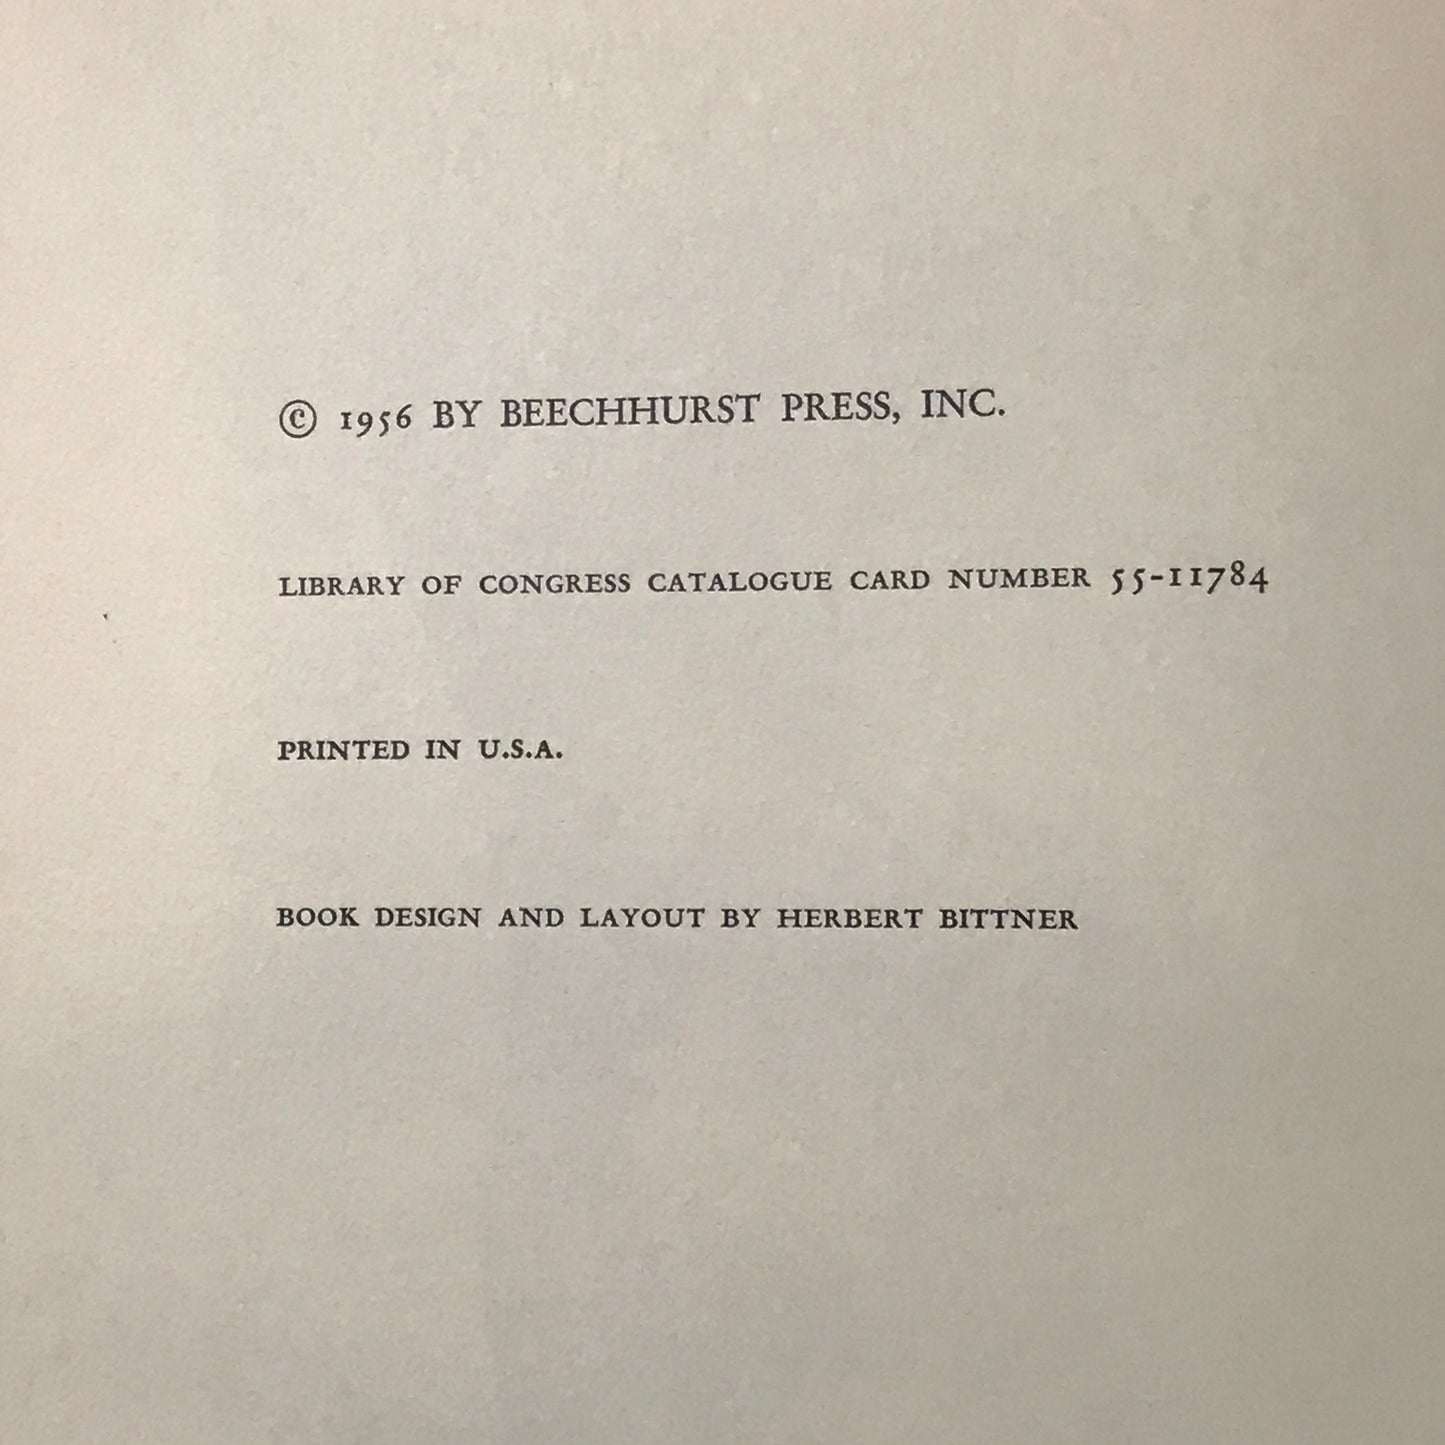 © 1956 BY BEECHHURST PRESS, INC.
LIBRARY OF CONGRESS CATALOGUE CARD NUMBER 55-11784
PRINTED IN U.S.A.
BOOK DESIGN AND LAYOUT BY HERBERT BITTNER